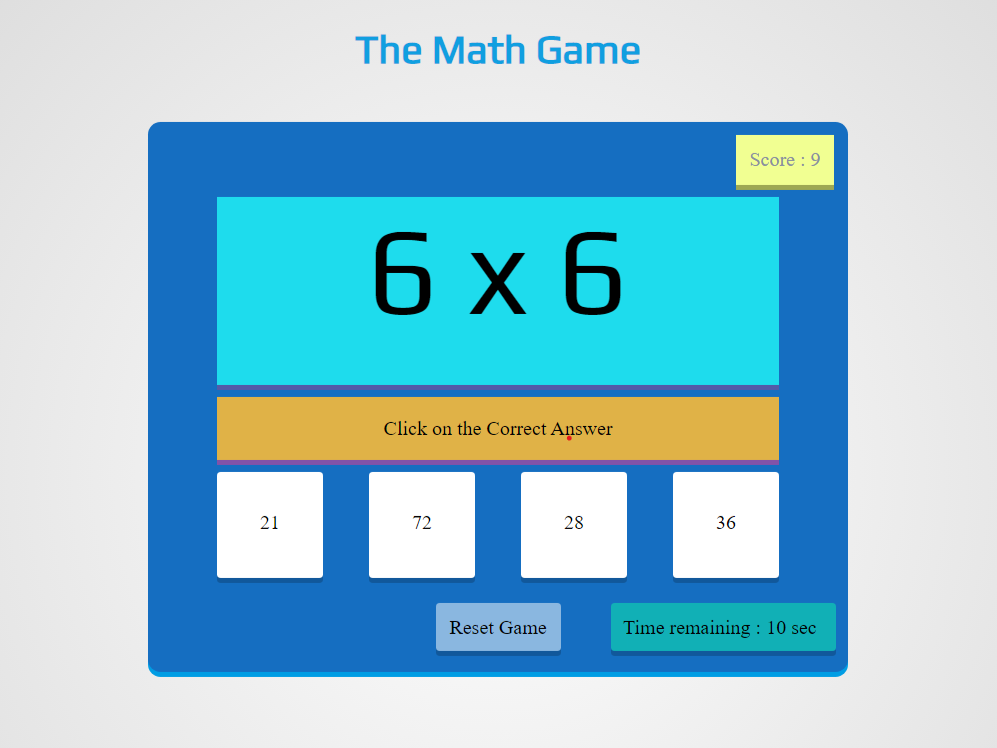 The Math Game
Score : 9
6 x 6
Click on the Correct Answer
21
72
28
36
Reset Game
Time remaining : 10 sec